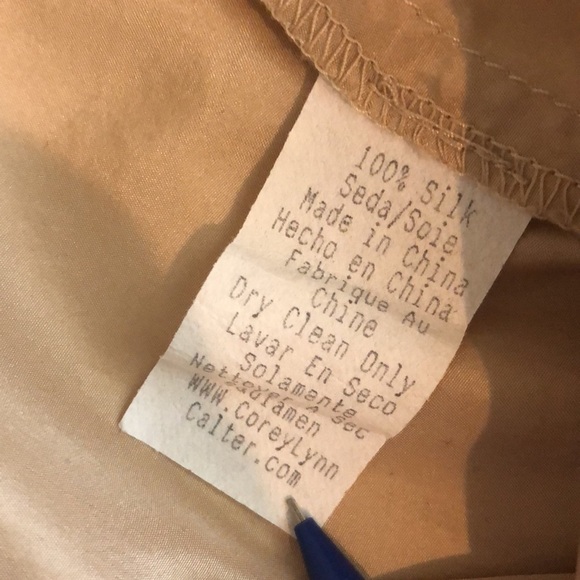 100% Silk
Seda/Soie
Made in China
Hecho en China
Fabrique Au
Chine
Dry Clean Only
Lavar En Seco
Solamente
Sec
WWW.CoreyLynn
Calter.com